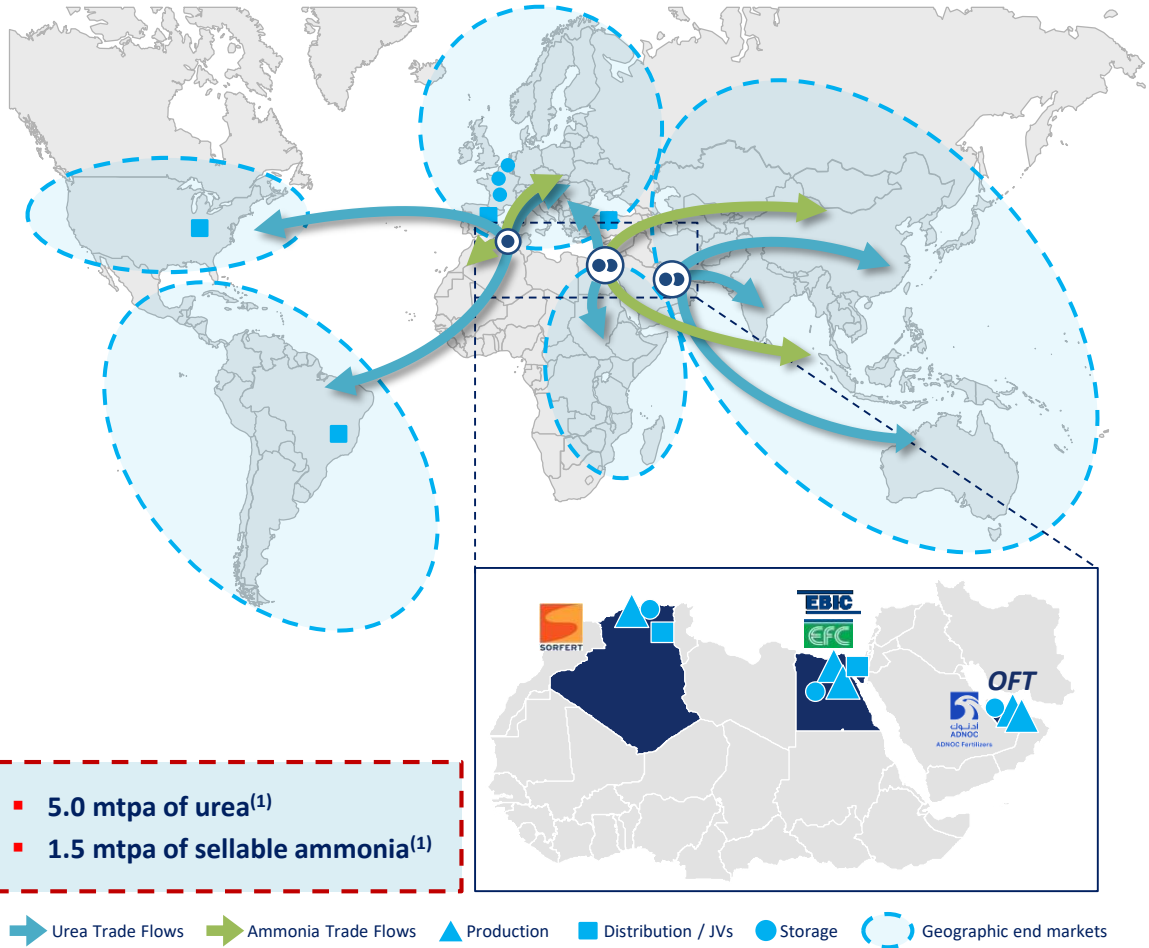 SORFERT
EBIC
EFC
OFT
أدنوك
ADNOC
ADNOC Fertilizers
▪ 5.0 mtpa of urea(1)
▪ 1.5 mtpa of sellable ammonia(1)
Urea Trade Flows Ammonia Trade Flows Production Distribution / JVs Storage Geographic end markets